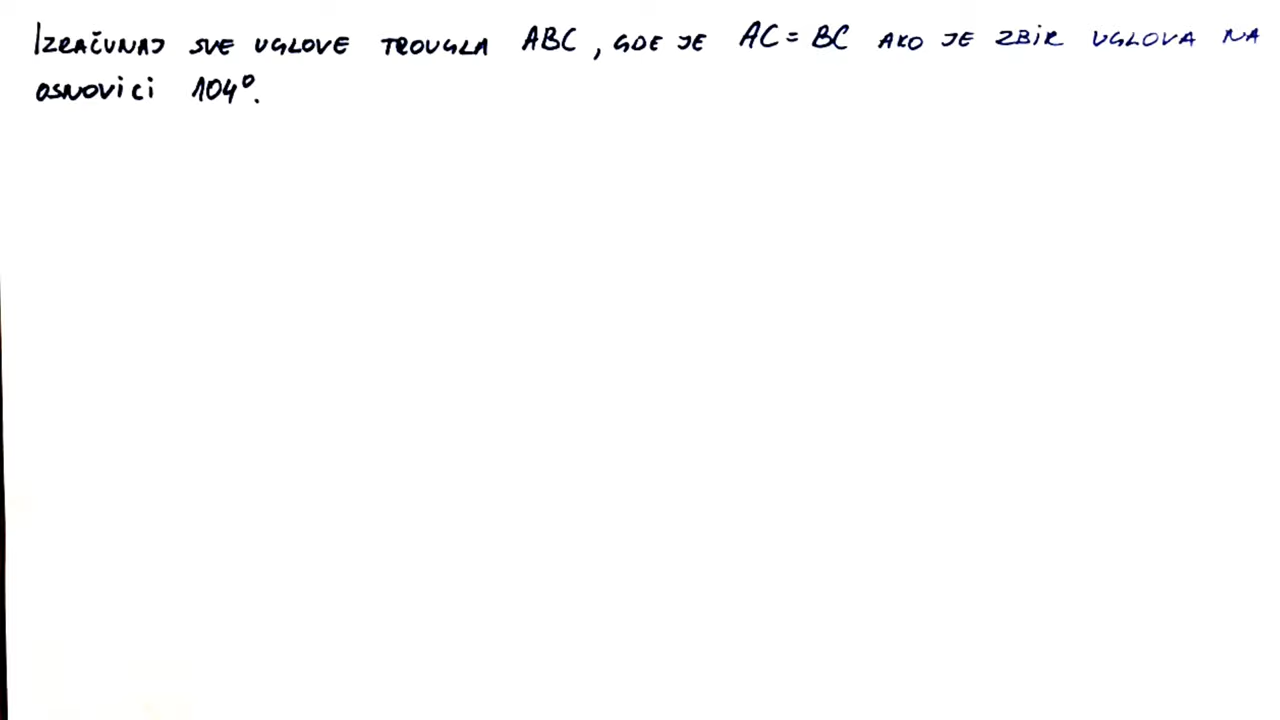 IZRAČUNAJ SVE UGLOVE TROUGLA ABC, GDE JE AC = BC AKO JE ZBIR UGLOVA NA
OSNOVICI 104°.